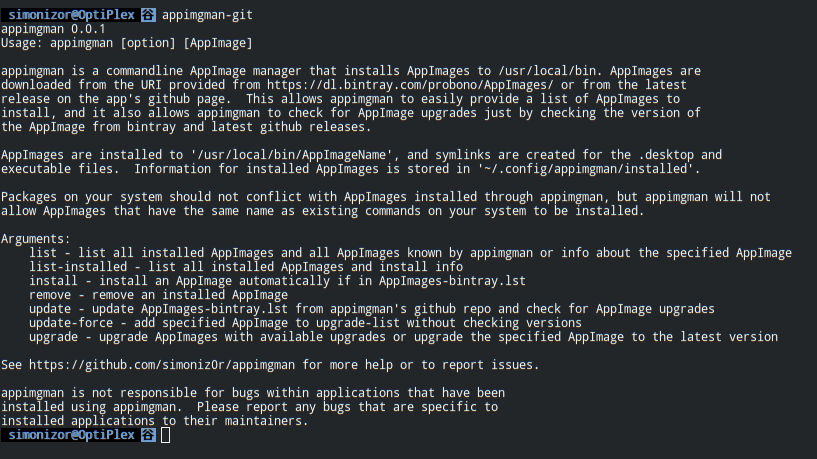 simonizor@OptiPlex 谷 appimgman-git
appimgman 0.0.1
Usage: appimgman [option] [AppImage]
appimgman is a commandline AppImage manager that installs AppImages to /usr/local/bin. AppImages are
downloaded from the URI provided from https://dl.bintray.com/probono/AppImages/ or from the latest
release on the app's github page.  This allows appimgman to easily provide a list of AppImages to
install, and it also allows appimgman to check for AppImage upgrades just by checking the version of
the AppImage from bintray and latest github releases.
AppImages are installed to '/usr/local/bin/AppImageName', and symlinks are created for the .desktop and
executable files.  Information for installed AppImages is stored in '~/.config/appimgman/installed'.
Packages on your system should not conflict with AppImages installed through appimgman, but appimgman will not
allow AppImages that have the same name as existing commands on your system to be installed.
Arguments:
list - list all installed AppImages and all AppImages known by appimgman or info about the specified AppImage
list-installed - list all installed AppImages and install info
install - install an AppImage automatically if in AppImages-bintray.lst
remove - remove an installed AppImage
update - update AppImages-bintray.lst from appimgman's github repo and check for AppImage upgrades
update-force - add specified AppImage to upgrade-list without checking versions
upgrade - upgrade AppImages with available upgrades or upgrade the specified AppImage to the latest version
See https://github.com/simoniz0r/appimgman for more help or to report issues.
appimgman is not responsible for bugs within applications that have been
installed using appimgman.  Please report any bugs that are specific to
installed applications to their maintainers.
simonizor@OptiPlex 谷